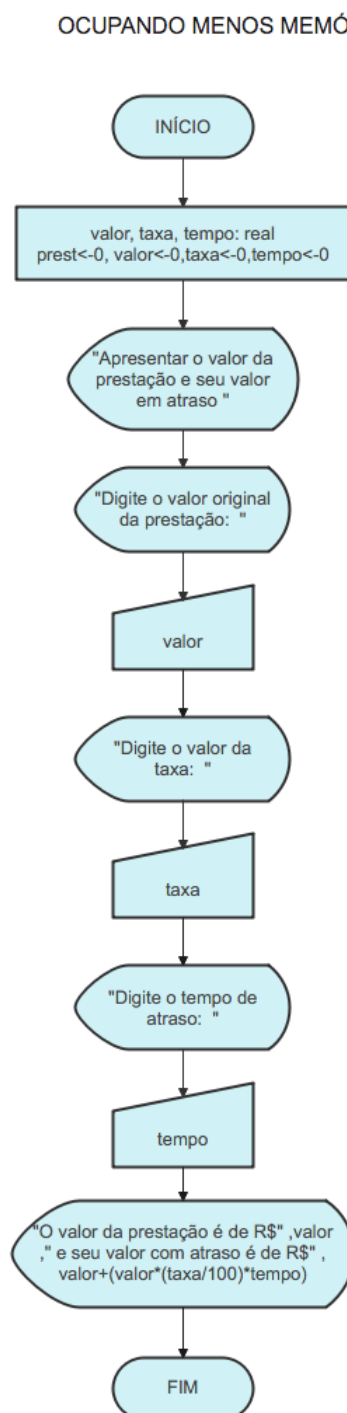 OCUPANDO MENOS MEMÓ
INÍCIO
valor, taxa, tempo: real
prest<-0, valor<-0,taxa<-0,tempo<-0
"Apresentar o valor da
prestação e seu valor
em atraso "
"Digite o valor original
da prestação:  "
valor
"Digite o valor da
taxa:  "
taxa
"Digite o tempo de
atraso:  "
tempo
"O valor da prestação é de R$" ,valor
," e seu valor com atraso é de R$" ,
valor+(valor*(taxa/100)*tempo)
FIM